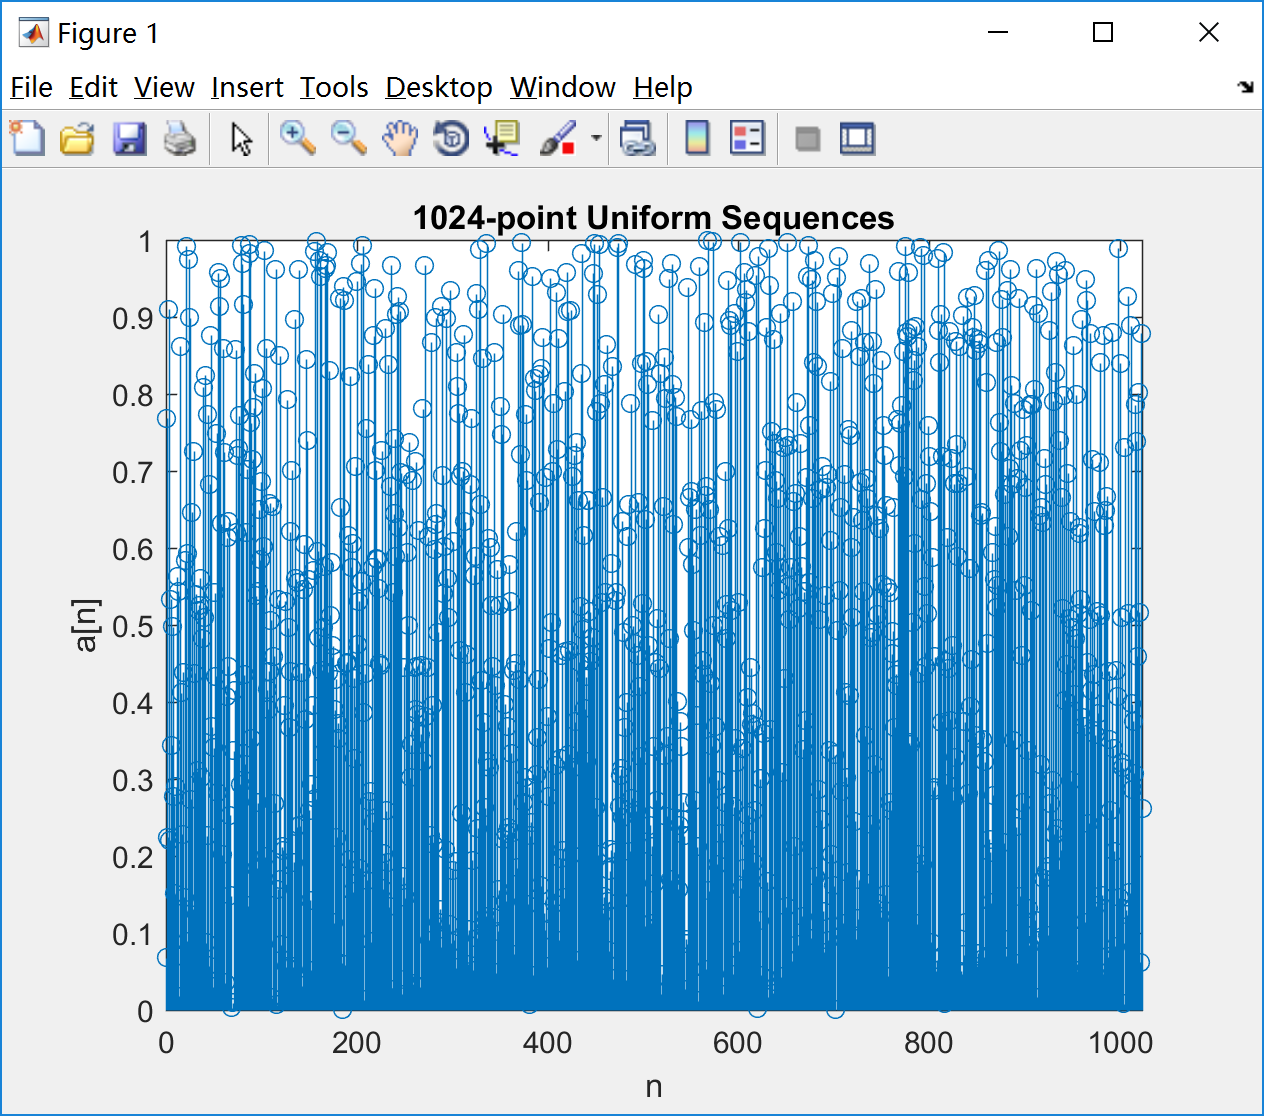 Figure 1
File Edit View Insert Tools Desktop Window Help
1024-point Uniform Sequences
1
0.9
0.8
0.7
0.6
0.5
0.4
0.3
0.2
0.1
0
a[n]
0 200 400 600 800 1000
n